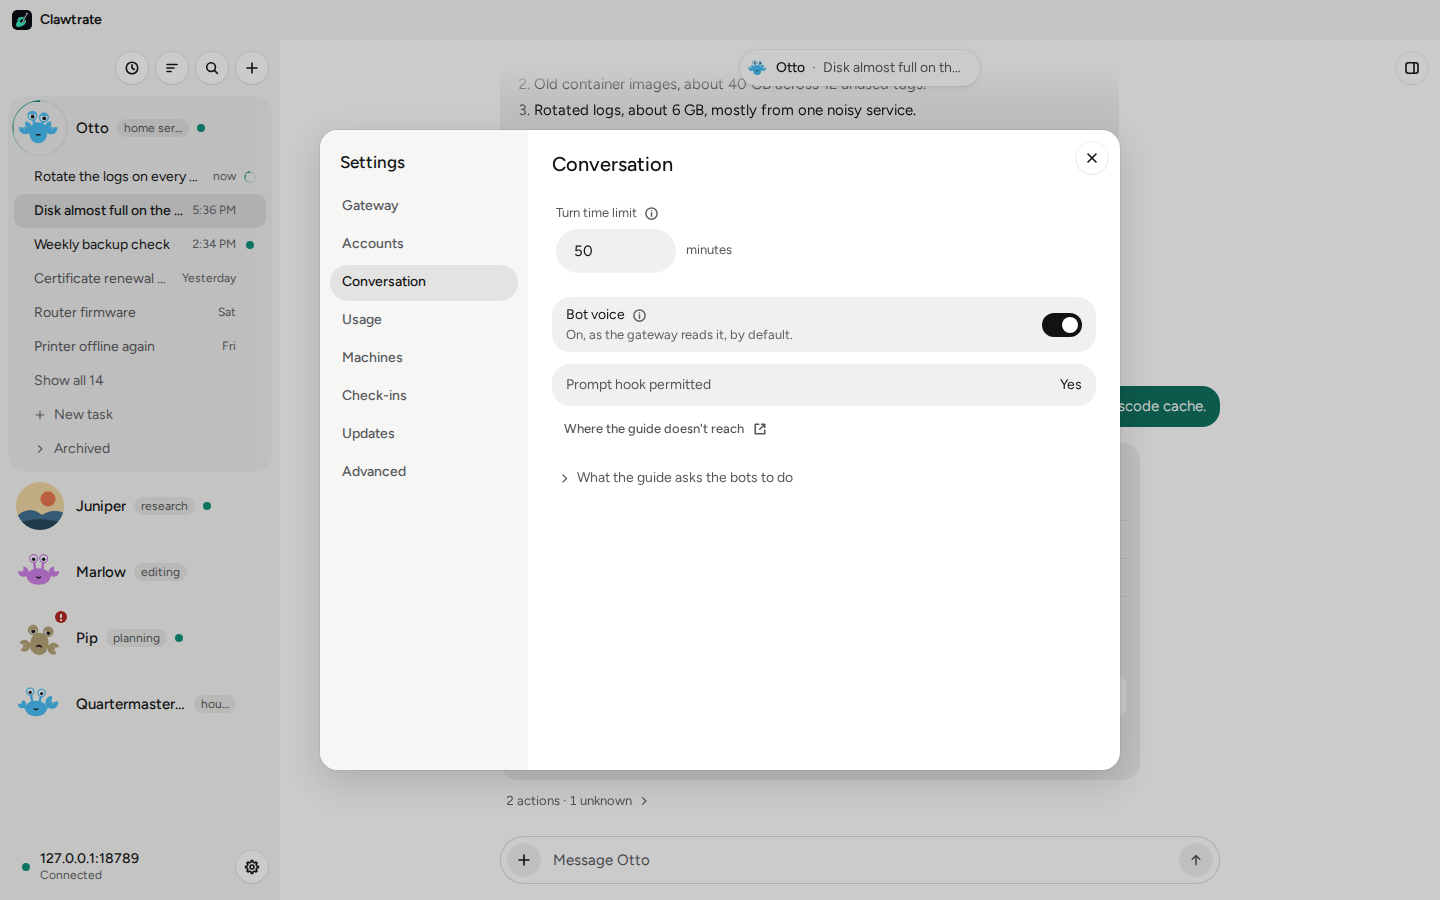 Clawtrate
Otto home ser...
Rotate the logs on every ... now
Disk almost full on the ... 5:36 PM
Weekly backup check 2:34 PM
Certificate renewal ... Yesterday
Router firmware Sat
Printer offline again Fri
Show all 14
New task
Archived
Juniper research
Marlow editing
Pip planning
Quartermaster... hou...
127.0.0.1:18789
Connected
Otto · Disk almost full on th...
2. Old container images, about 40 GB across 12 unused tags.
3. Rotated logs, about 6 GB, mostly from one noisy service.
Settings
Gateway
Accounts
Conversation
Usage
Machines
Check-ins
Updates
Advanced
Conversation
Turn time limit
50 minutes
Bot voice
On, as the gateway reads it, by default.
Prompt hook permitted Yes
Where the guide doesn't reach
What the guide asks the bots to do
scode cache.
2 actions · 1 unknown
Message Otto